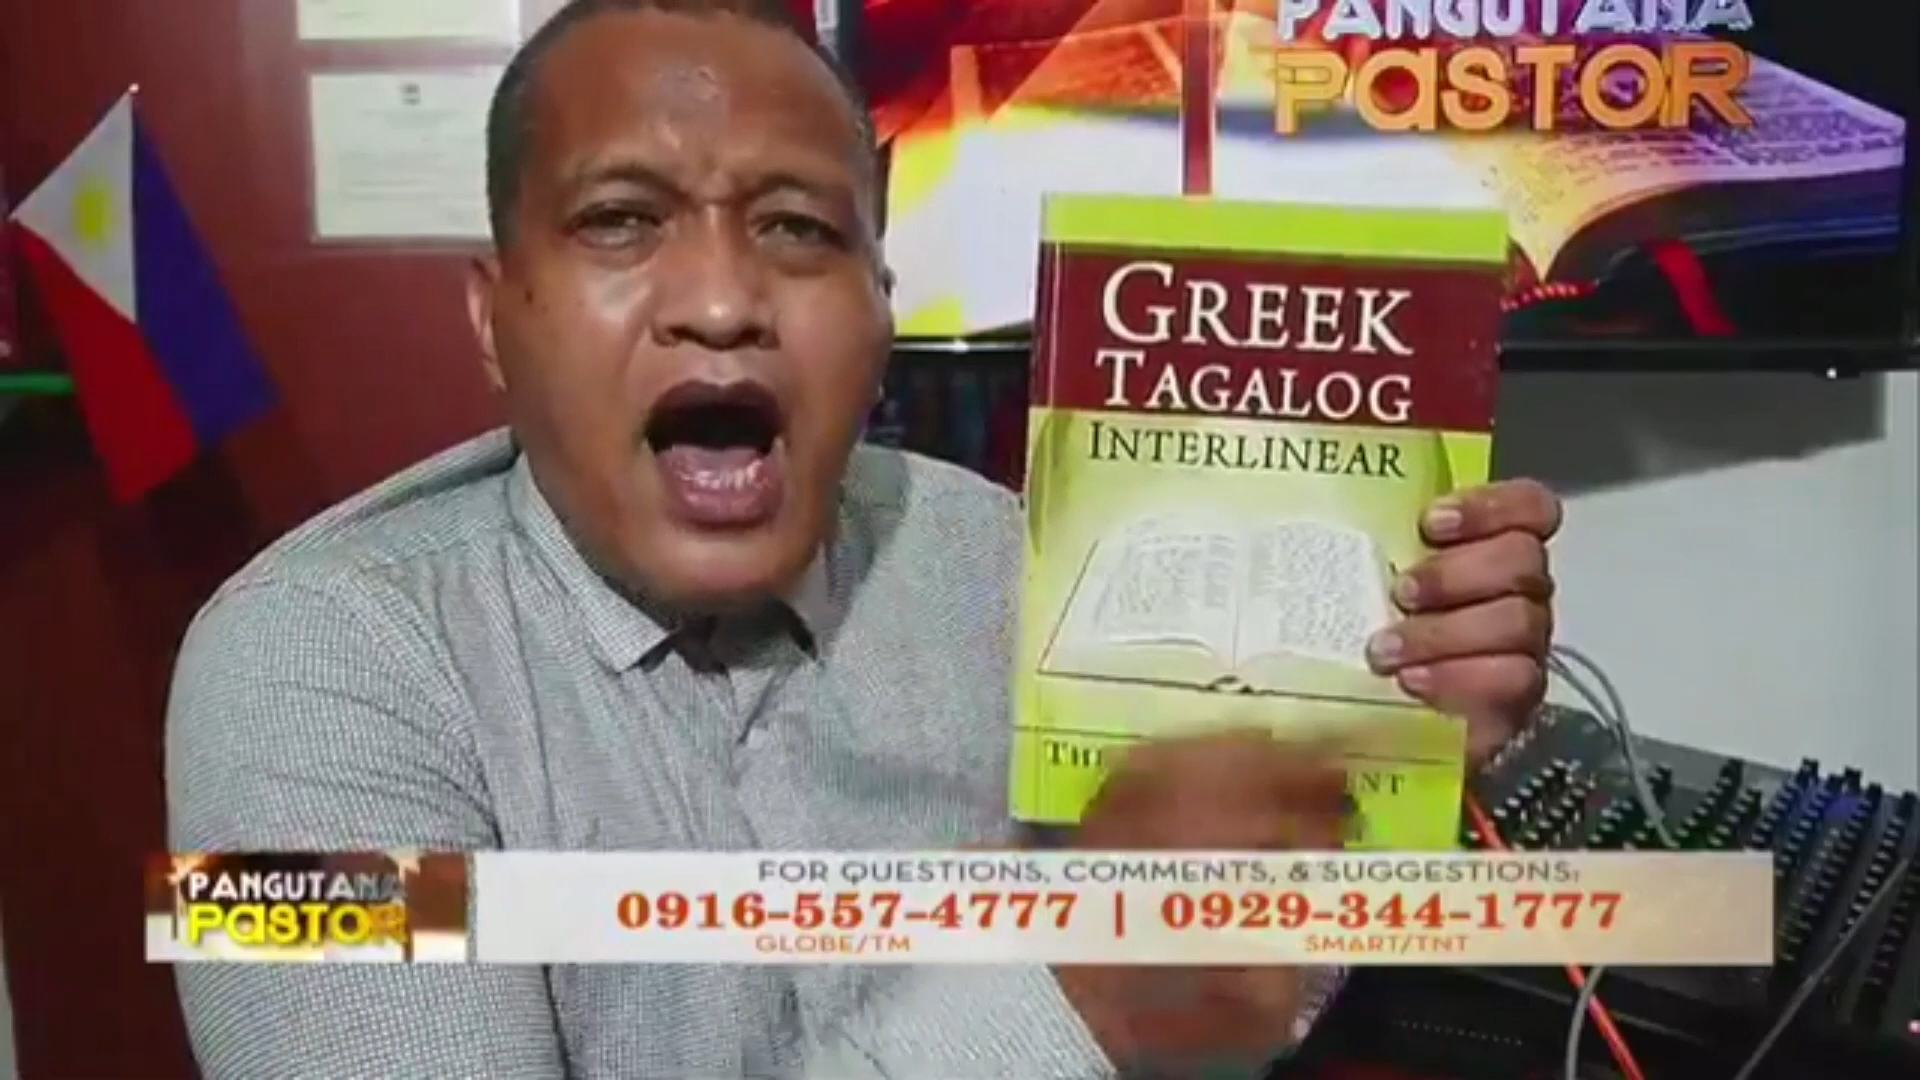 PANGUTANA
PASTOR
GREEK
TAGALOG
INTERLINEAR
PANGUTANA
PASTOR
FOR QUESTIONS, COMMENTS, & SUGGESTIONS:
0916-557-4777 | 0929-344-1777
GLOBE/TM SMART/TNT